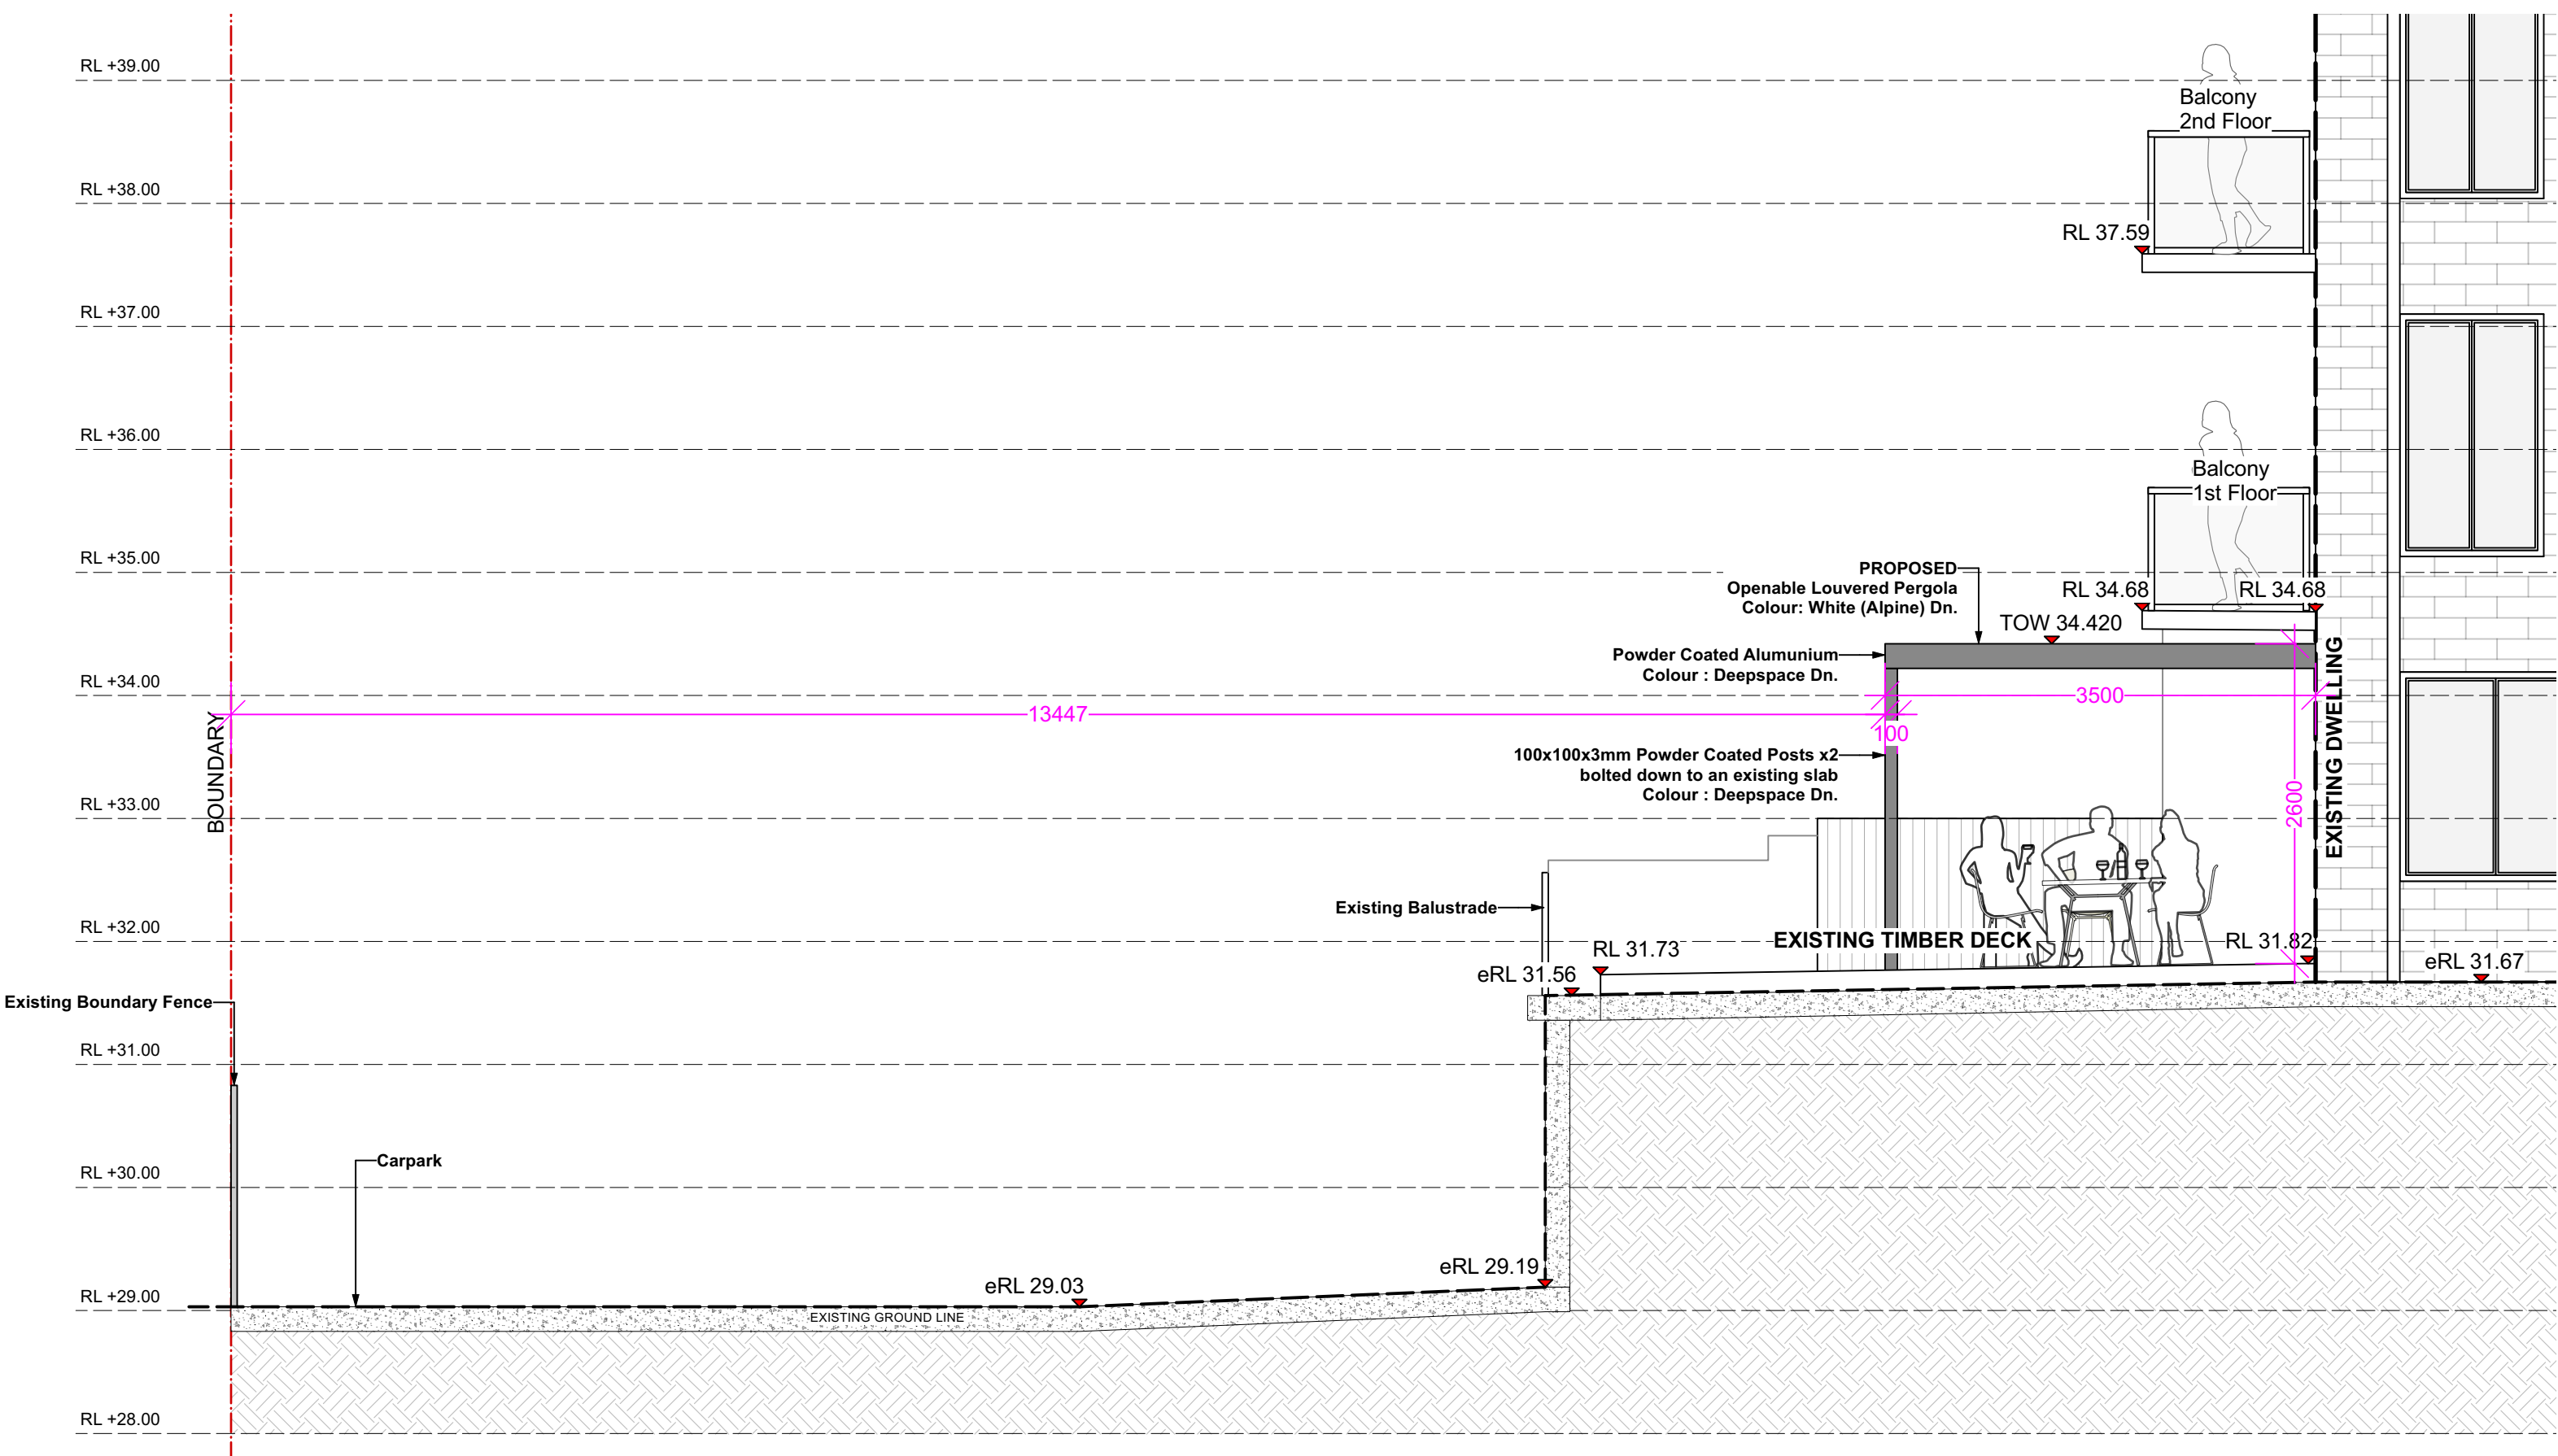 RL +39.00
Balcony
2nd Floor
RL +38.00
RL 37.59
RL +37.00
RL +36.00
Balcony
1st Floor
RL +35.00
PROPOSED
Openable Louvered Pergola
Colour: White (Alpine) Dn.
RL 34.68
RL 34.68
TOW 34.420
Powder Coated Alumunium
Colour : Deepspace Dn.
RL +34.00
3500
13447
100
BOUNDARY
100x100x3mm Powder Coated Posts x2
bolted down to an existing slab
Colour : Deepspace Dn.
2600
EXISTING DWELLING
RL +33.00
Existing Balustrade
RL +32.00
EXISTING TIMBER DECK
RL 31.73
RL 31.82
eRL 31.56
eRL 31.67
Existing Boundary Fence
RL +31.00
Carpark
RL +30.00
eRL 29.19
eRL 29.03
RL +29.00
EXISTING GROUND LINE
RL +28.00